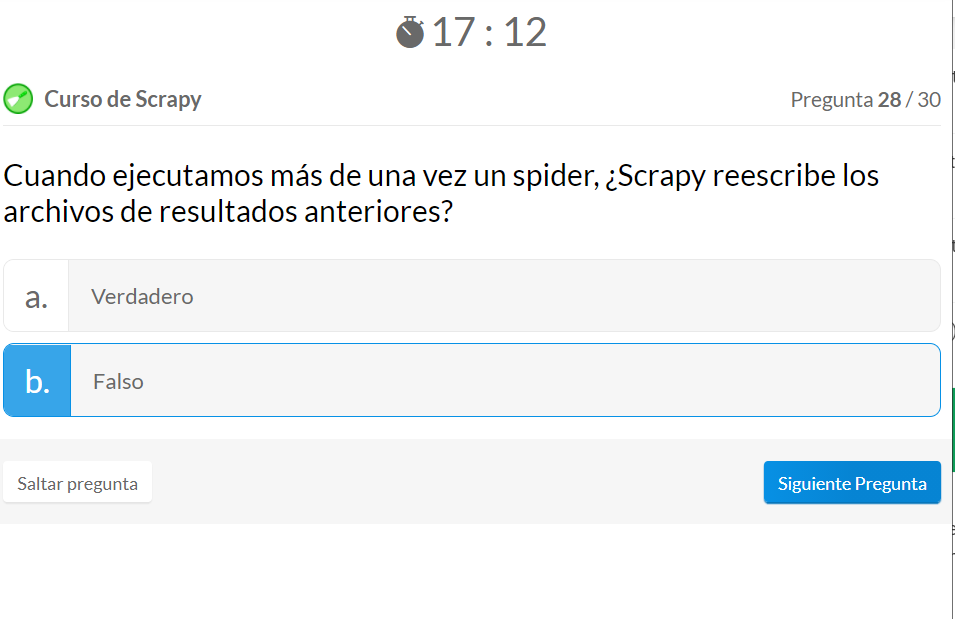 17 : 12
Curso de Scrapy
Pregunta 28 / 30
Cuando ejecutamos más de una vez un spider, ¿Scrapy reescribe los
archivos de resultados anteriores?
a.
Verdadero
b.
Falso
Saltar pregunta
Siguiente Pregunta